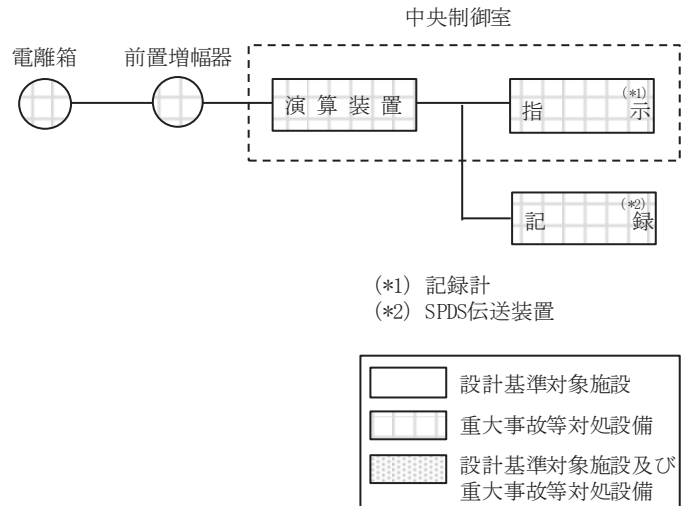 中央制御室
電離箱
前置増幅器
演算装置
指示
(*1)
記録
(*2)
(*1) 記録計
(*2) SPDS伝送装置
設計基準対象施設
重大事故等対処設備
設計基準対象施設及び
重大事故等対処設備